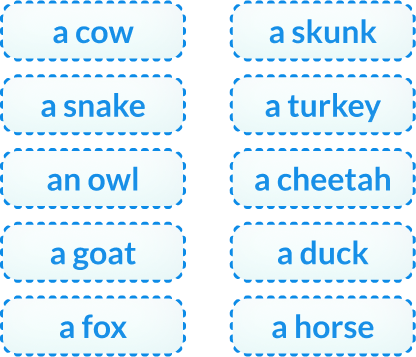 a cow
a skunk
a snake
a turkey
an owl
a cheetah
a goat
a duck
a fox
a horse